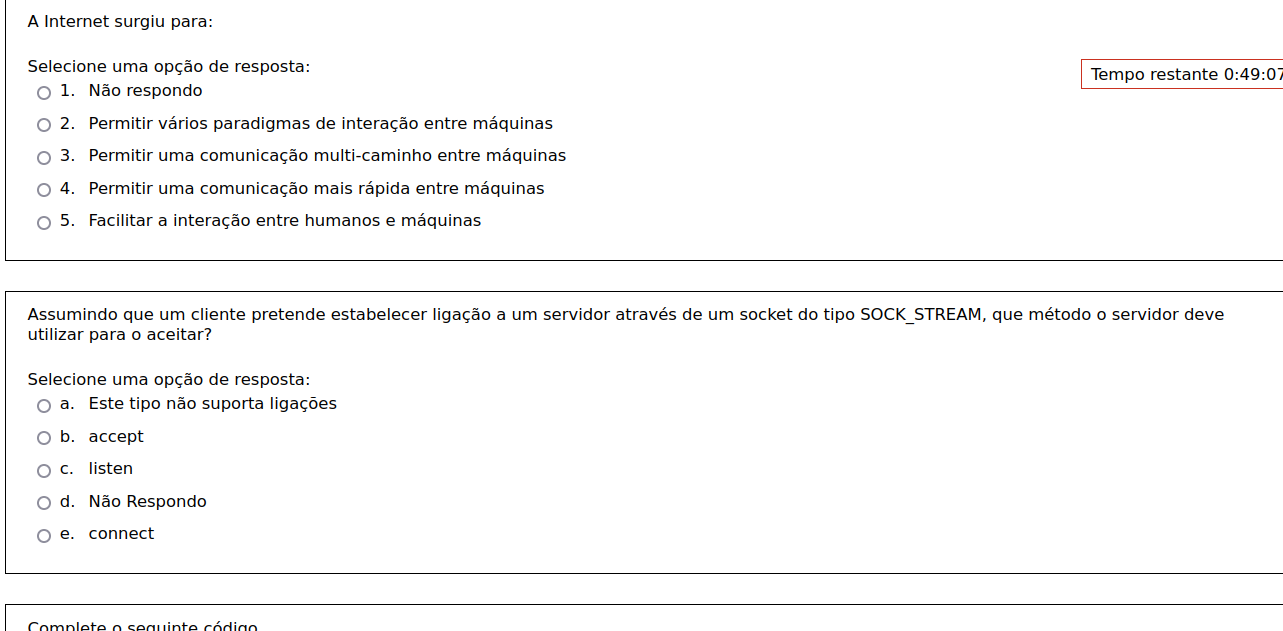 A Internet surgiu para:
Selecione uma opção de resposta:
Tempo restante 0:49:07
1. Não respondo
2. Permitir vários paradigmas de interação entre máquinas
3. Permitir uma comunicação multi-caminho entre máquinas
4. Permitir uma comunicação mais rápida entre máquinas
5. Facilitar a interação entre humanos e máquinas
Assumindo que um cliente pretende estabelecer ligação a um servidor através de um socket do tipo SOCK_STREAM, que método o servidor deve
utilizar para o aceitar?
Selecione uma opção de resposta:
a. Este tipo não suporta ligações
b. accept
c. listen
d. Não Respondo
e. connect
Complete o seguinte código